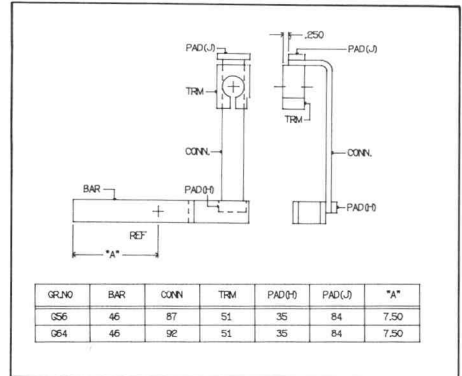 .250
PAD(J)
PAD(J)
TRM
TRM
CONN.
CONN.
BAR
PAD(H)
PAD(H)
REF
"A"
GR.NO BAR CONN TRM PAD(H) PAD(J) "A"
G56 46 87 51 35 84 7.50
G64 46 92 51 35 84 7.50